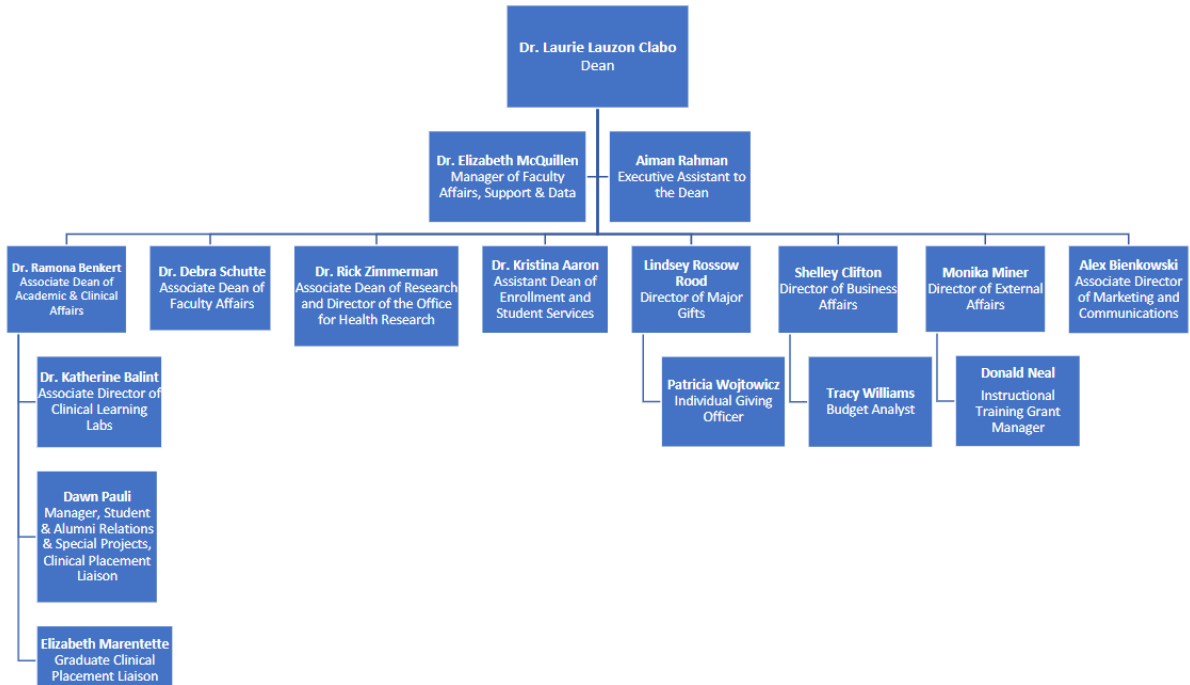 Dr. Laurie Lauzon Clabo
Dean
Dr. Elizabeth McQuillen
Manager of Faculty
Affairs, Support & Data
Aiman Rahman
Executive Assistant to
the Dean
Dr. Ramona Benkert
Associate Dean of
Academic & Clinical
Affairs
Dr. Debra Schutte
Associate Dean of
Faculty Affairs
Dr. Rick Zimmerman
Associate Dean of Research
and Director of the Office
for Health Research
Dr. Kristina Aaron
Assistant Dean of
Enrollment and
Student Services
Lindsey Rossow
Rood
Director of Major
Gifts
Shelley Clifton
Director of Business
Affairs
Monika Miner
Director of External
Affairs
Alex Bienkowski
Associate Director
of Marketing and
Communications
Dr. Katherine Balint
Associate Director of
Clinical Learning
Labs
Patricia Wojtowicz
Individual Giving
Officer
Tracy Williams
Budget Analyst
Donald Neal
Instructional
Training Grant
Manager
Dawn Pauli
Manager, Student
& Alumni Relations
& Special Projects,
Clinical Placement
Liaison
Elizabeth Marentette
Graduate Clinical
Placement Liaison